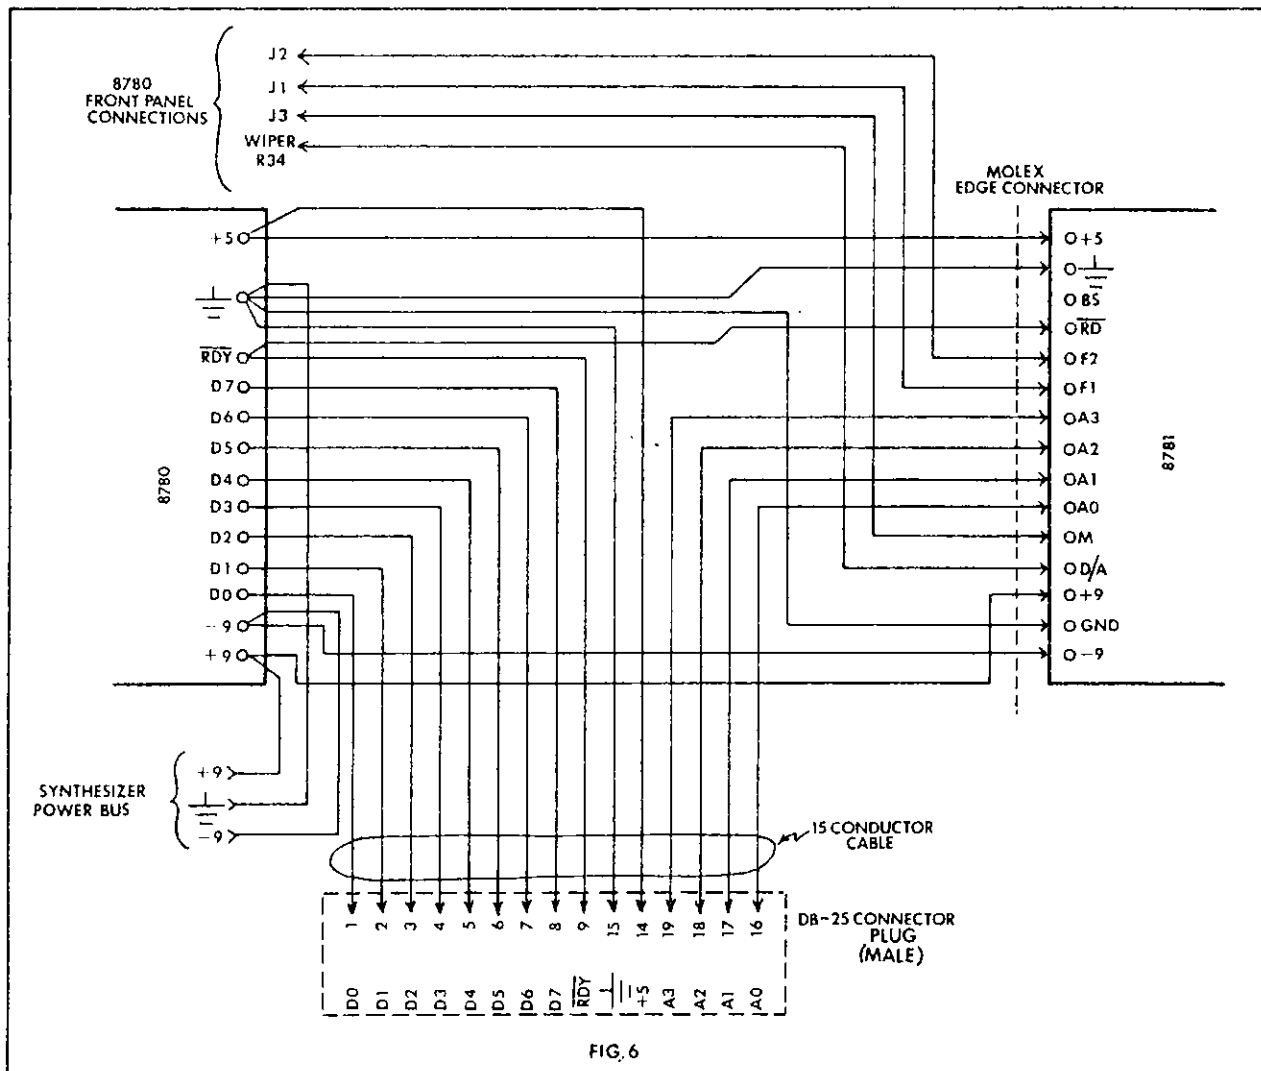 8780
FRONT PANEL
CONNECTIONS
J2
J1
J3
WIPER
R34
MOLEX
EDGE CONNECTOR
8780
+5
RDY
D7
D6
D5
D4
D3
D2
D1
D0
-9
+9
+5
BS
RD
F2
F1
A3
A2
A1
A0
M
D/A
+9
GND
-9
8781
SYNTHESIZER
POWER BUS
+9
-9
15 CONDUCTOR
CABLE
1 2 3 4 5 6 7 8 9 15 14 19 18 17 16
D0 D1 D2 D3 D4 D5 D6 D7 RDY +5 A3 A2 A1 A0
DB-25 CONNECTOR
PLUG
(MALE)
FIG. 6